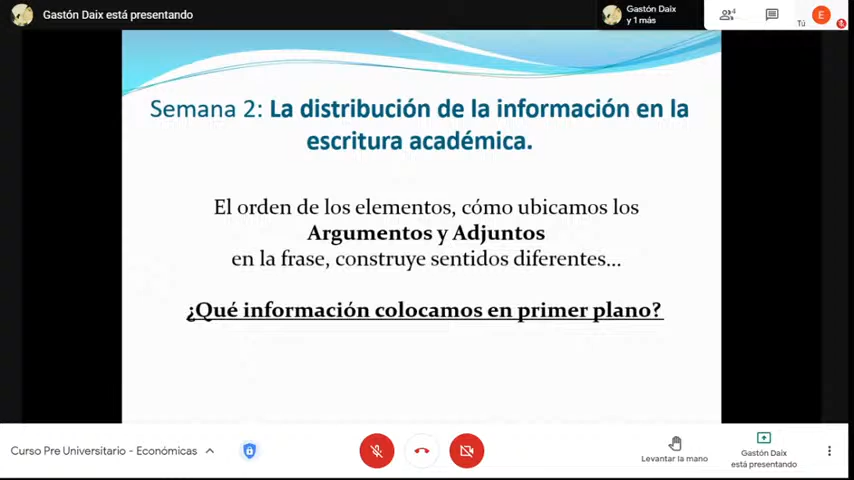 Gastón Daix está presentando
Gastón Daix
y 1 más
4
Tú
E
Semana 2: La distribución de la información en la
escritura académica.
El orden de los elementos, cómo ubicamos los
Argumentos y Adjuntos
en la frase, construye sentidos diferentes...
¿Qué información colocamos en primer plano?
Curso Pre Universitario - Económicas
Levantar la mano
Gastón Daix
está presentando